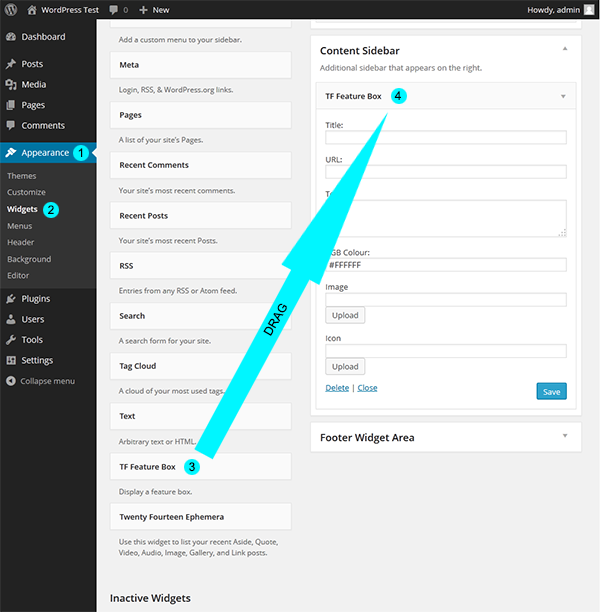 WordPress Test 0 New Howdy, admin
Dashboard
Posts
Media
Pages
Comments
Appearance 1
Themes
Customize
Widgets 2
Menus
Header
Background
Editor
Plugins
Users
Tools
Settings
Collapse menu
Add a custom menu to your sidebar.
Meta
Login, RSS, & WordPress.org links.
Pages
A list of your site's Pages.
Recent Comments
Your site's most recent comments.
Recent Posts
Your site's most recent Posts.
RSS
Entries from any RSS or Atom feed.
Search
A search form for your site.
Tag Cloud
A cloud of your most used tags.
Text
Arbitrary text or HTML.
TF Feature Box 3
Display a feature box.
Twenty Fourteen Ephemera
Use this widget to list your recent Aside, Quote,
Video, Audio, Image, Gallery, and Link posts.
Inactive Widgets
DRAG
Content Sidebar
Additional sidebar that appears on the right.
TF Feature Box 4
Title:
URL:
Colour:
#FFFFFF
Image
Upload
Icon
Upload
Delete | Close
Save
Footer Widget Area